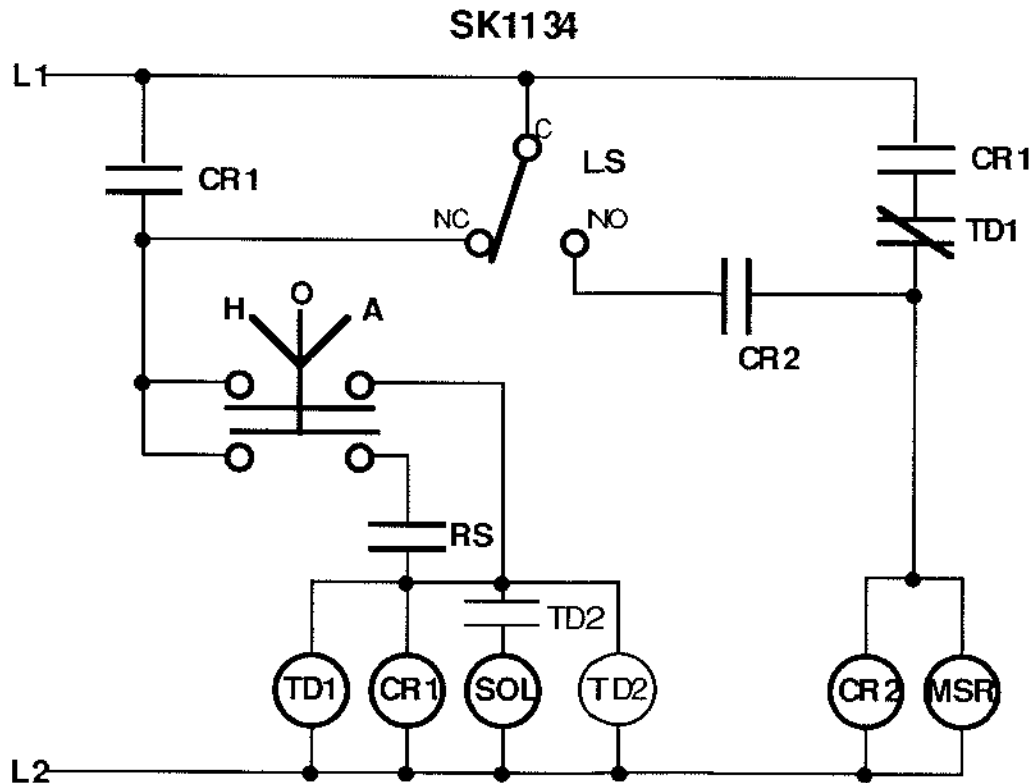 SK1134
L1
C
LS
CR1
CR1
NC
NO
TD1
O
H
A
CR2
RS
TD2
TD1
CR1
SOL
TD2
CR2
MSR
L2